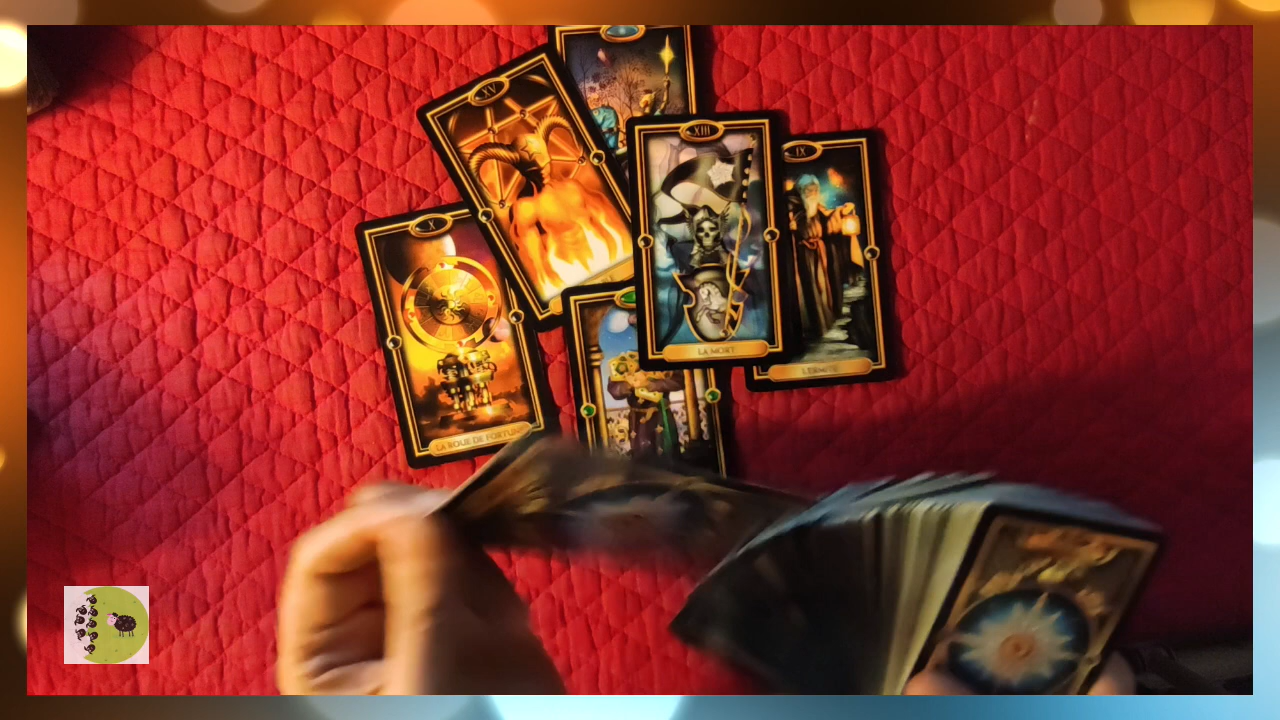 XV
XIII
IX
X
LA MORT
L'ERMITE
LA ROUE DE FORTUNE